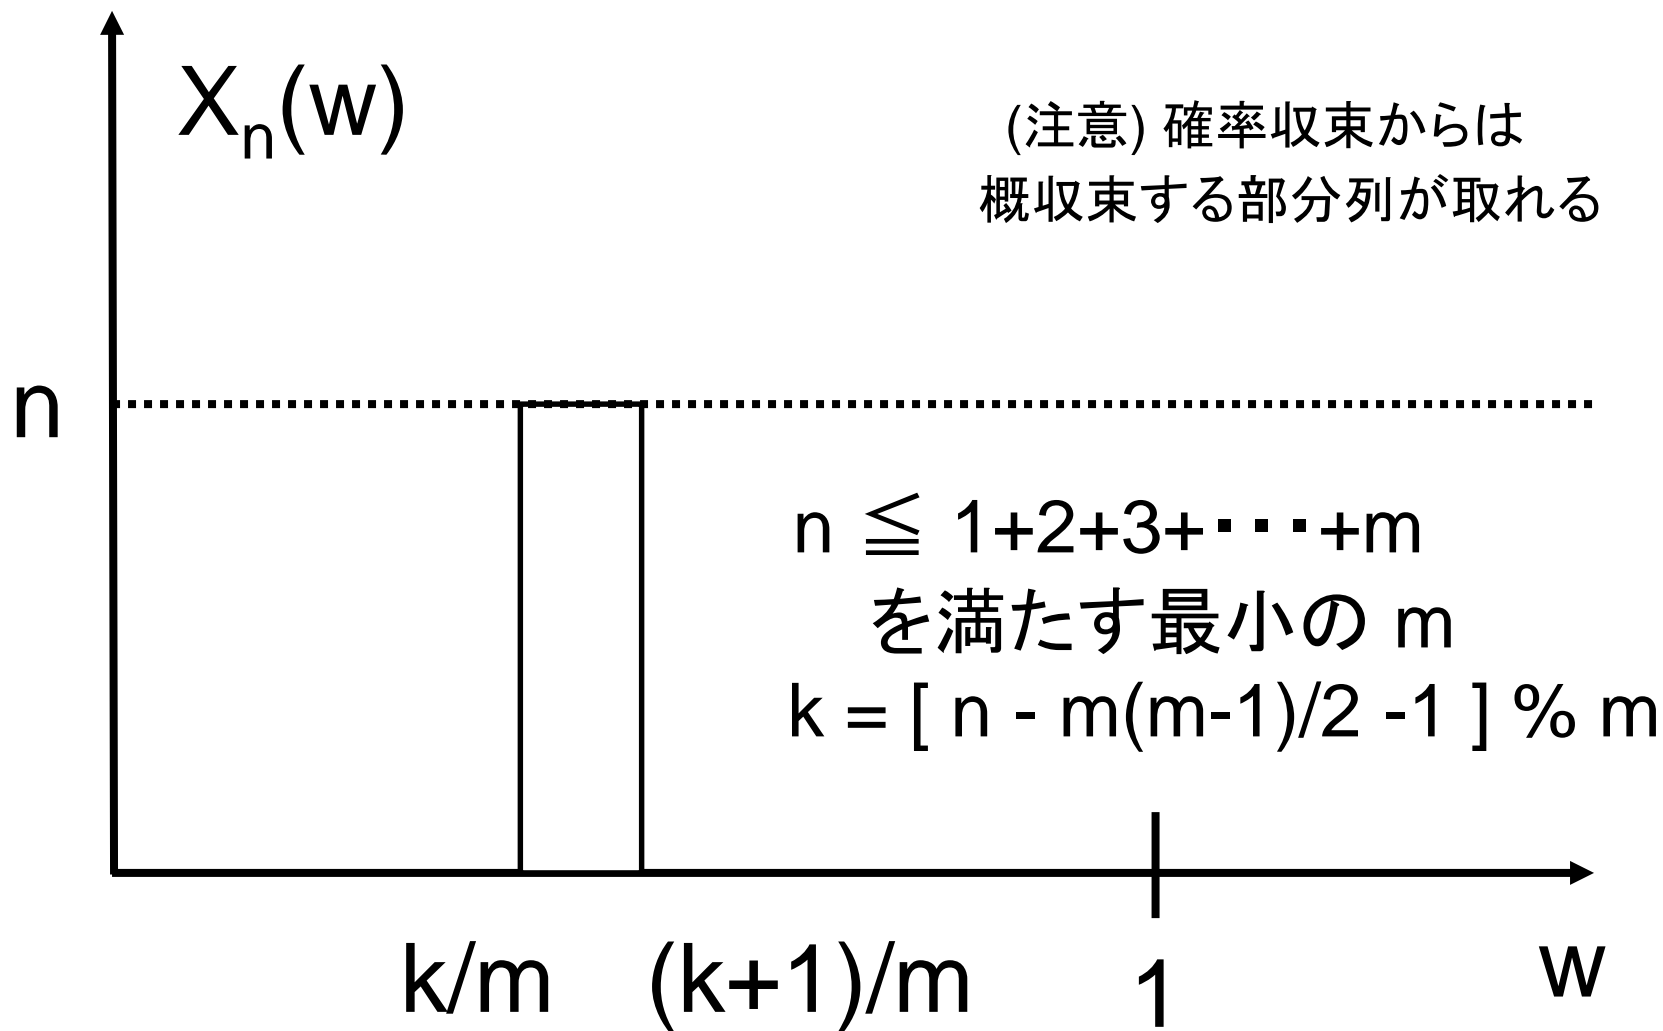 Xn(w)
(注意) 確率収束からは
概収束する部分列が取れる
n
n ≦ 1+2+3+・・・+m
を満たす最小の m
k = [ n - m(m-1)/2 -1 ] % m
k/m (k+1)/m 1 w